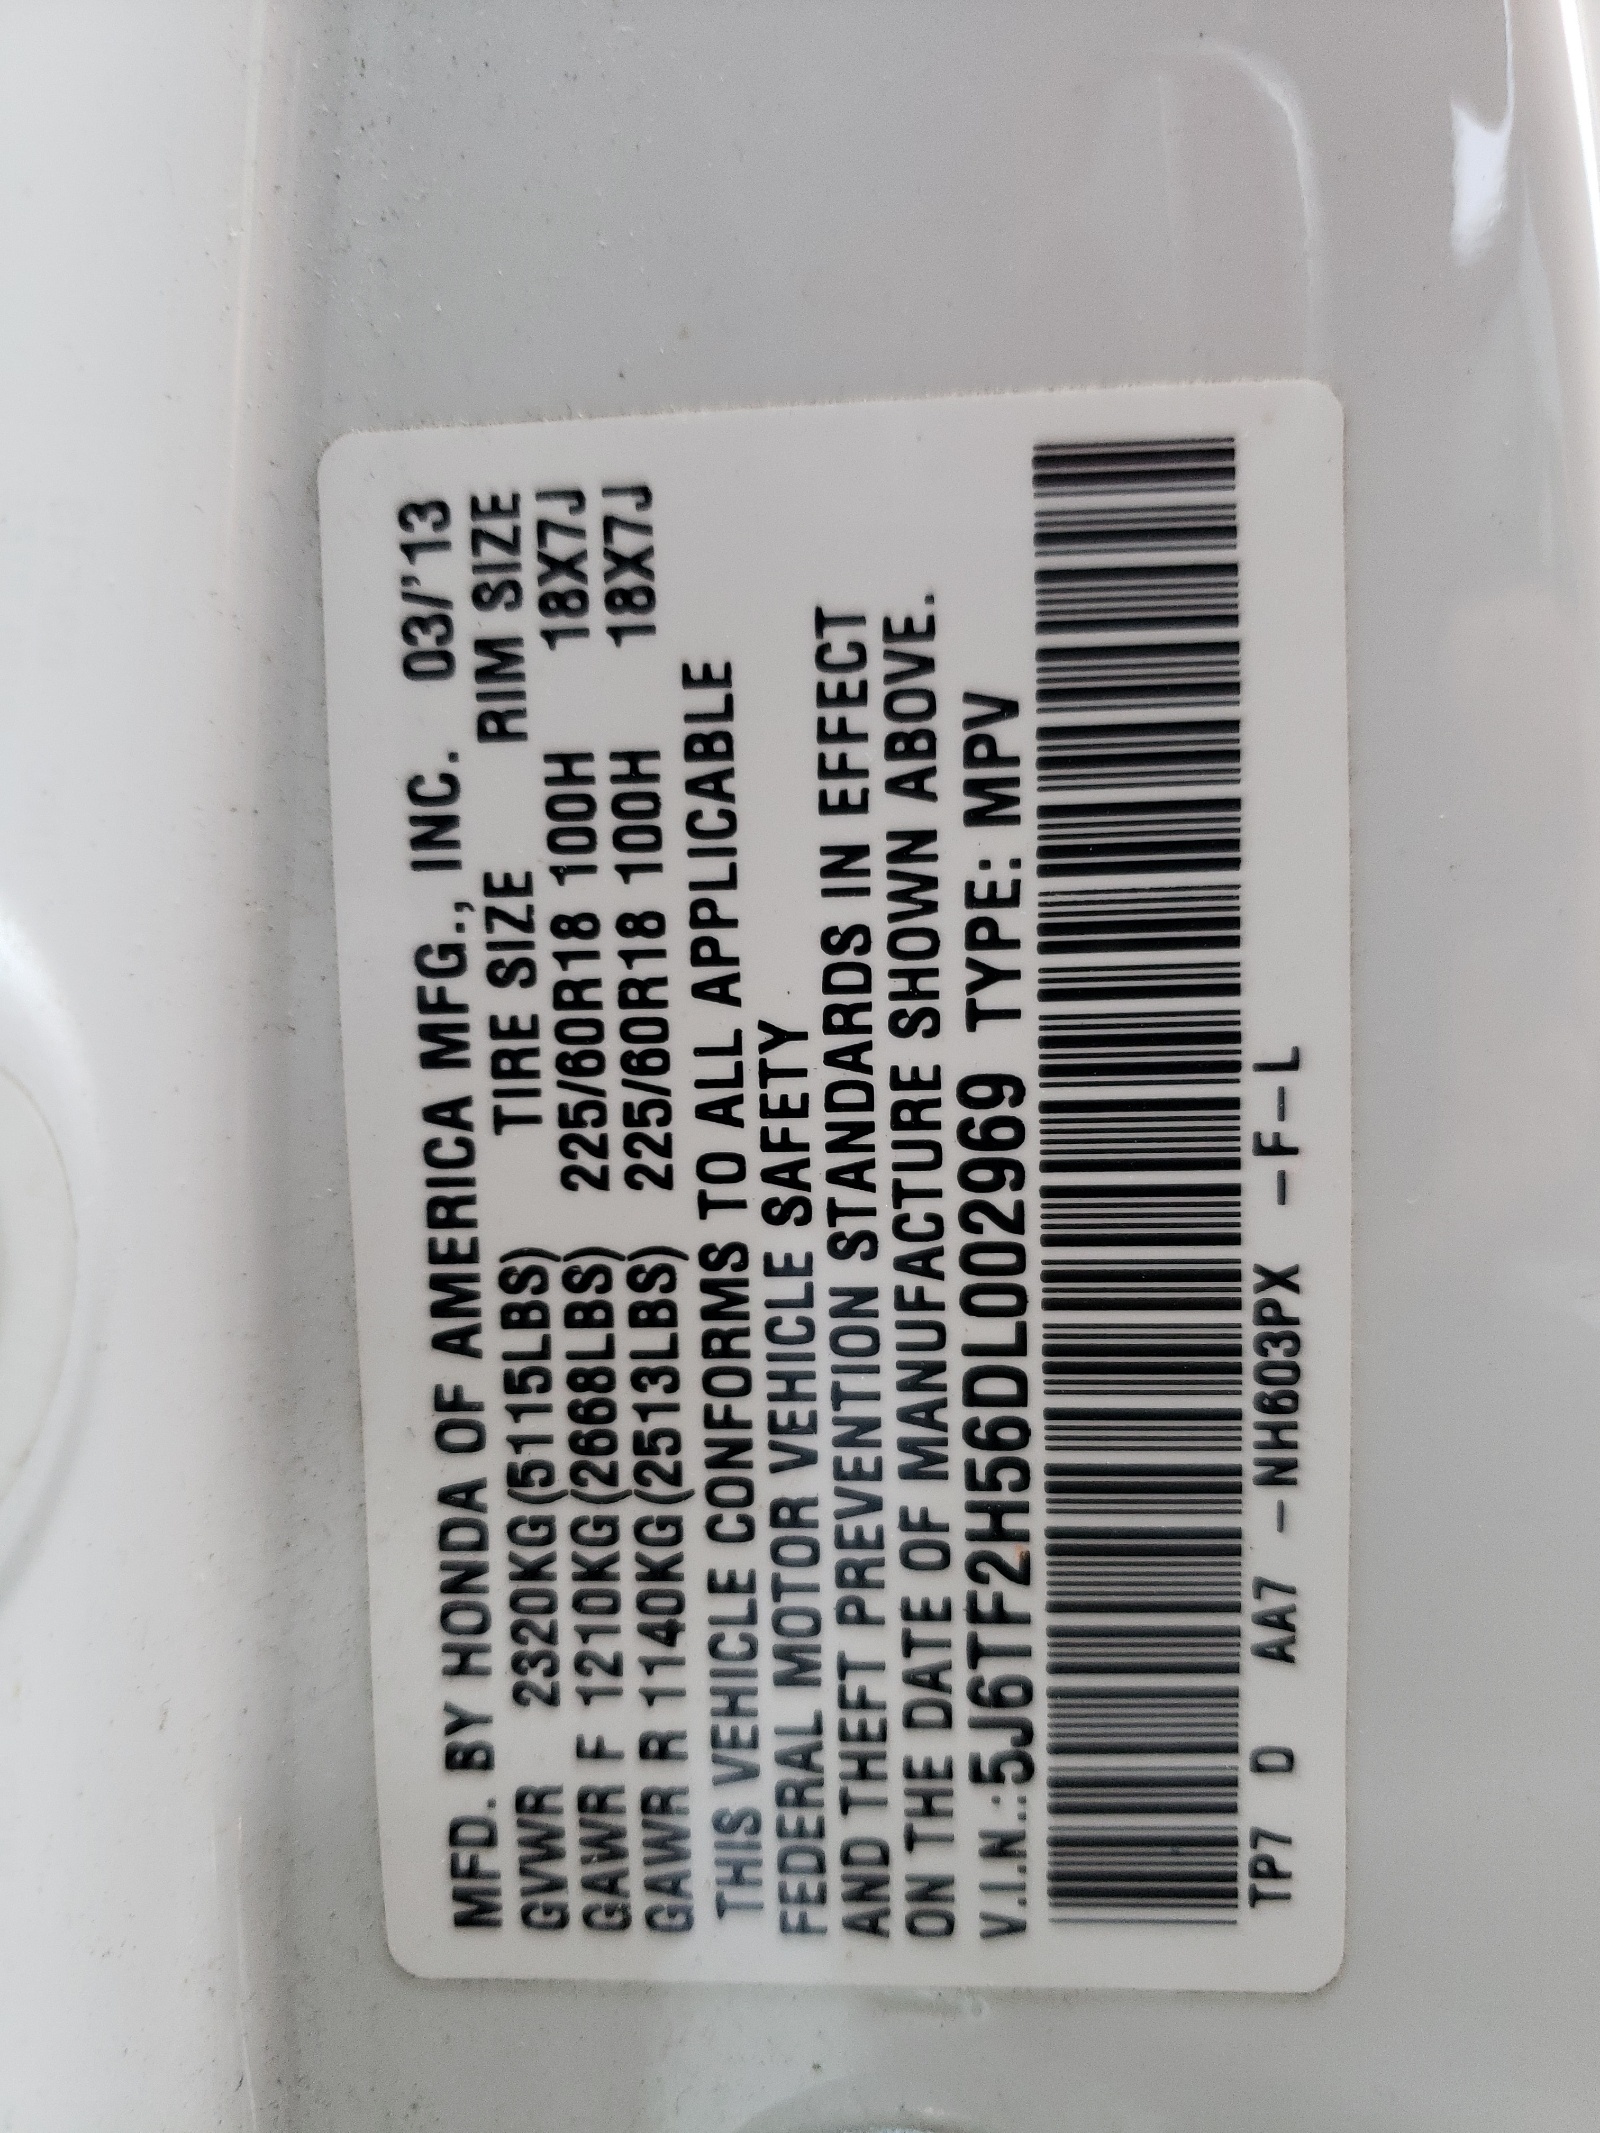 MFD. BY HONDA OF AMERICA MFG., INC. 03/'13
TIRE SIZE RIM SIZE
GVWR 2320KG(5115LBS)
GAWR F 1210KG(2668LBS) 225/60R18 100H 18X7J
GAWR R 1140KG(2513LBS) 225/60R18 100H 18X7J
THIS VEHICLE CONFORMS TO ALL APPLICABLE
FEDERAL MOTOR VEHICLE SAFETY
AND THEFT PREVENTION STANDARDS IN EFFECT
ON THE DATE OF MANUFACTURE SHOWN ABOVE.
V.I.N.:5J6TF2H56DL002969 TYPE: MPV
TP7 D AA7 -NH603PX -F-L